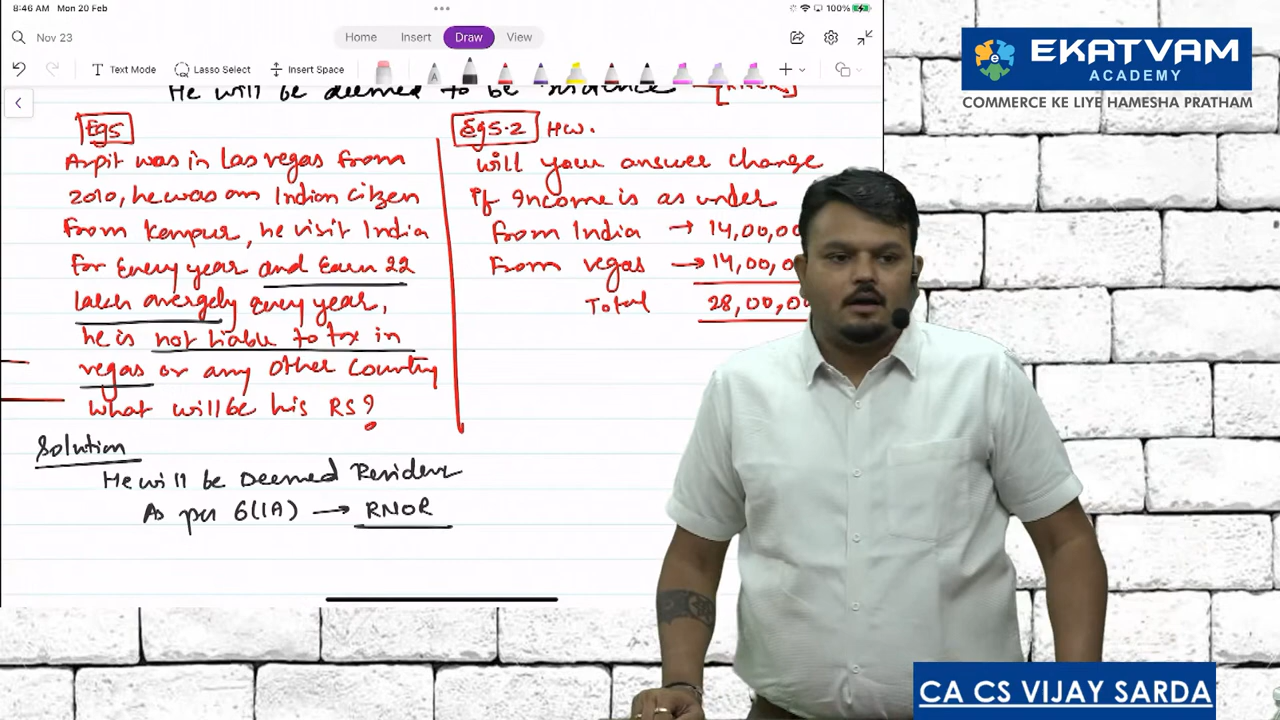 8:46 AM Mon 20 Feb
100%
Nov 23
Home Insert Draw View
Text Mode Lasso Select Insert Space
He will be deemed to be
Eg5
Arpit was in Las vegas from
2010, he was an Indian citizen
From Kanpur, he visit India
For Every year and Earn 22
lakh avergely every year,
he is not liable to tax in
vegas or any other country
what will be his RS?
Solution
He will be Deemed Resident
As per 6(1A) → RNOR
Eg5.2 HW.
will your answer change
If Income is as under
From India → 14,00,00
From vegas → 14,00,0
Total 28,00,00
EKATVAM
ACADEMY
COMMERCE KE LIYE HAMESHA PRATHAM
CA CS VIJAY SARDA